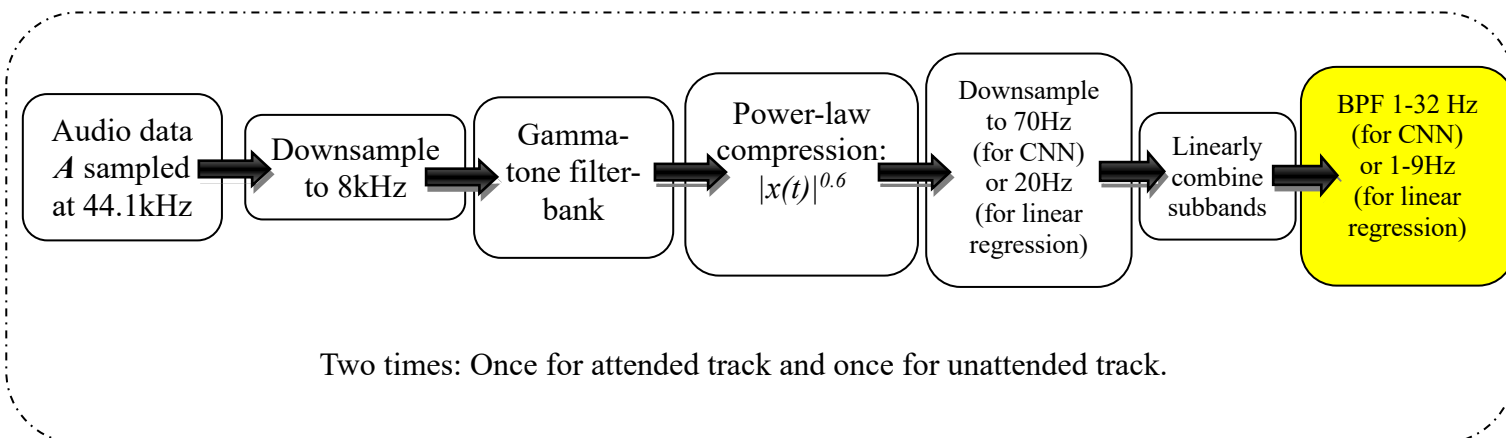 Audio data
A sampled
at 44.1kHz
Downsample
to 8kHz
Gamma-
tone filter-
bank
Power-law
compression:
|x(t)|^0.6
Downsample
to 70Hz
(for CNN)
or 20Hz
(for linear
regression)
Linearly
combine
subbands
BPF 1-32 Hz
(for CNN)
or 1-9Hz
(for linear
regression)
Two times: Once for attended track and once for unattended track.